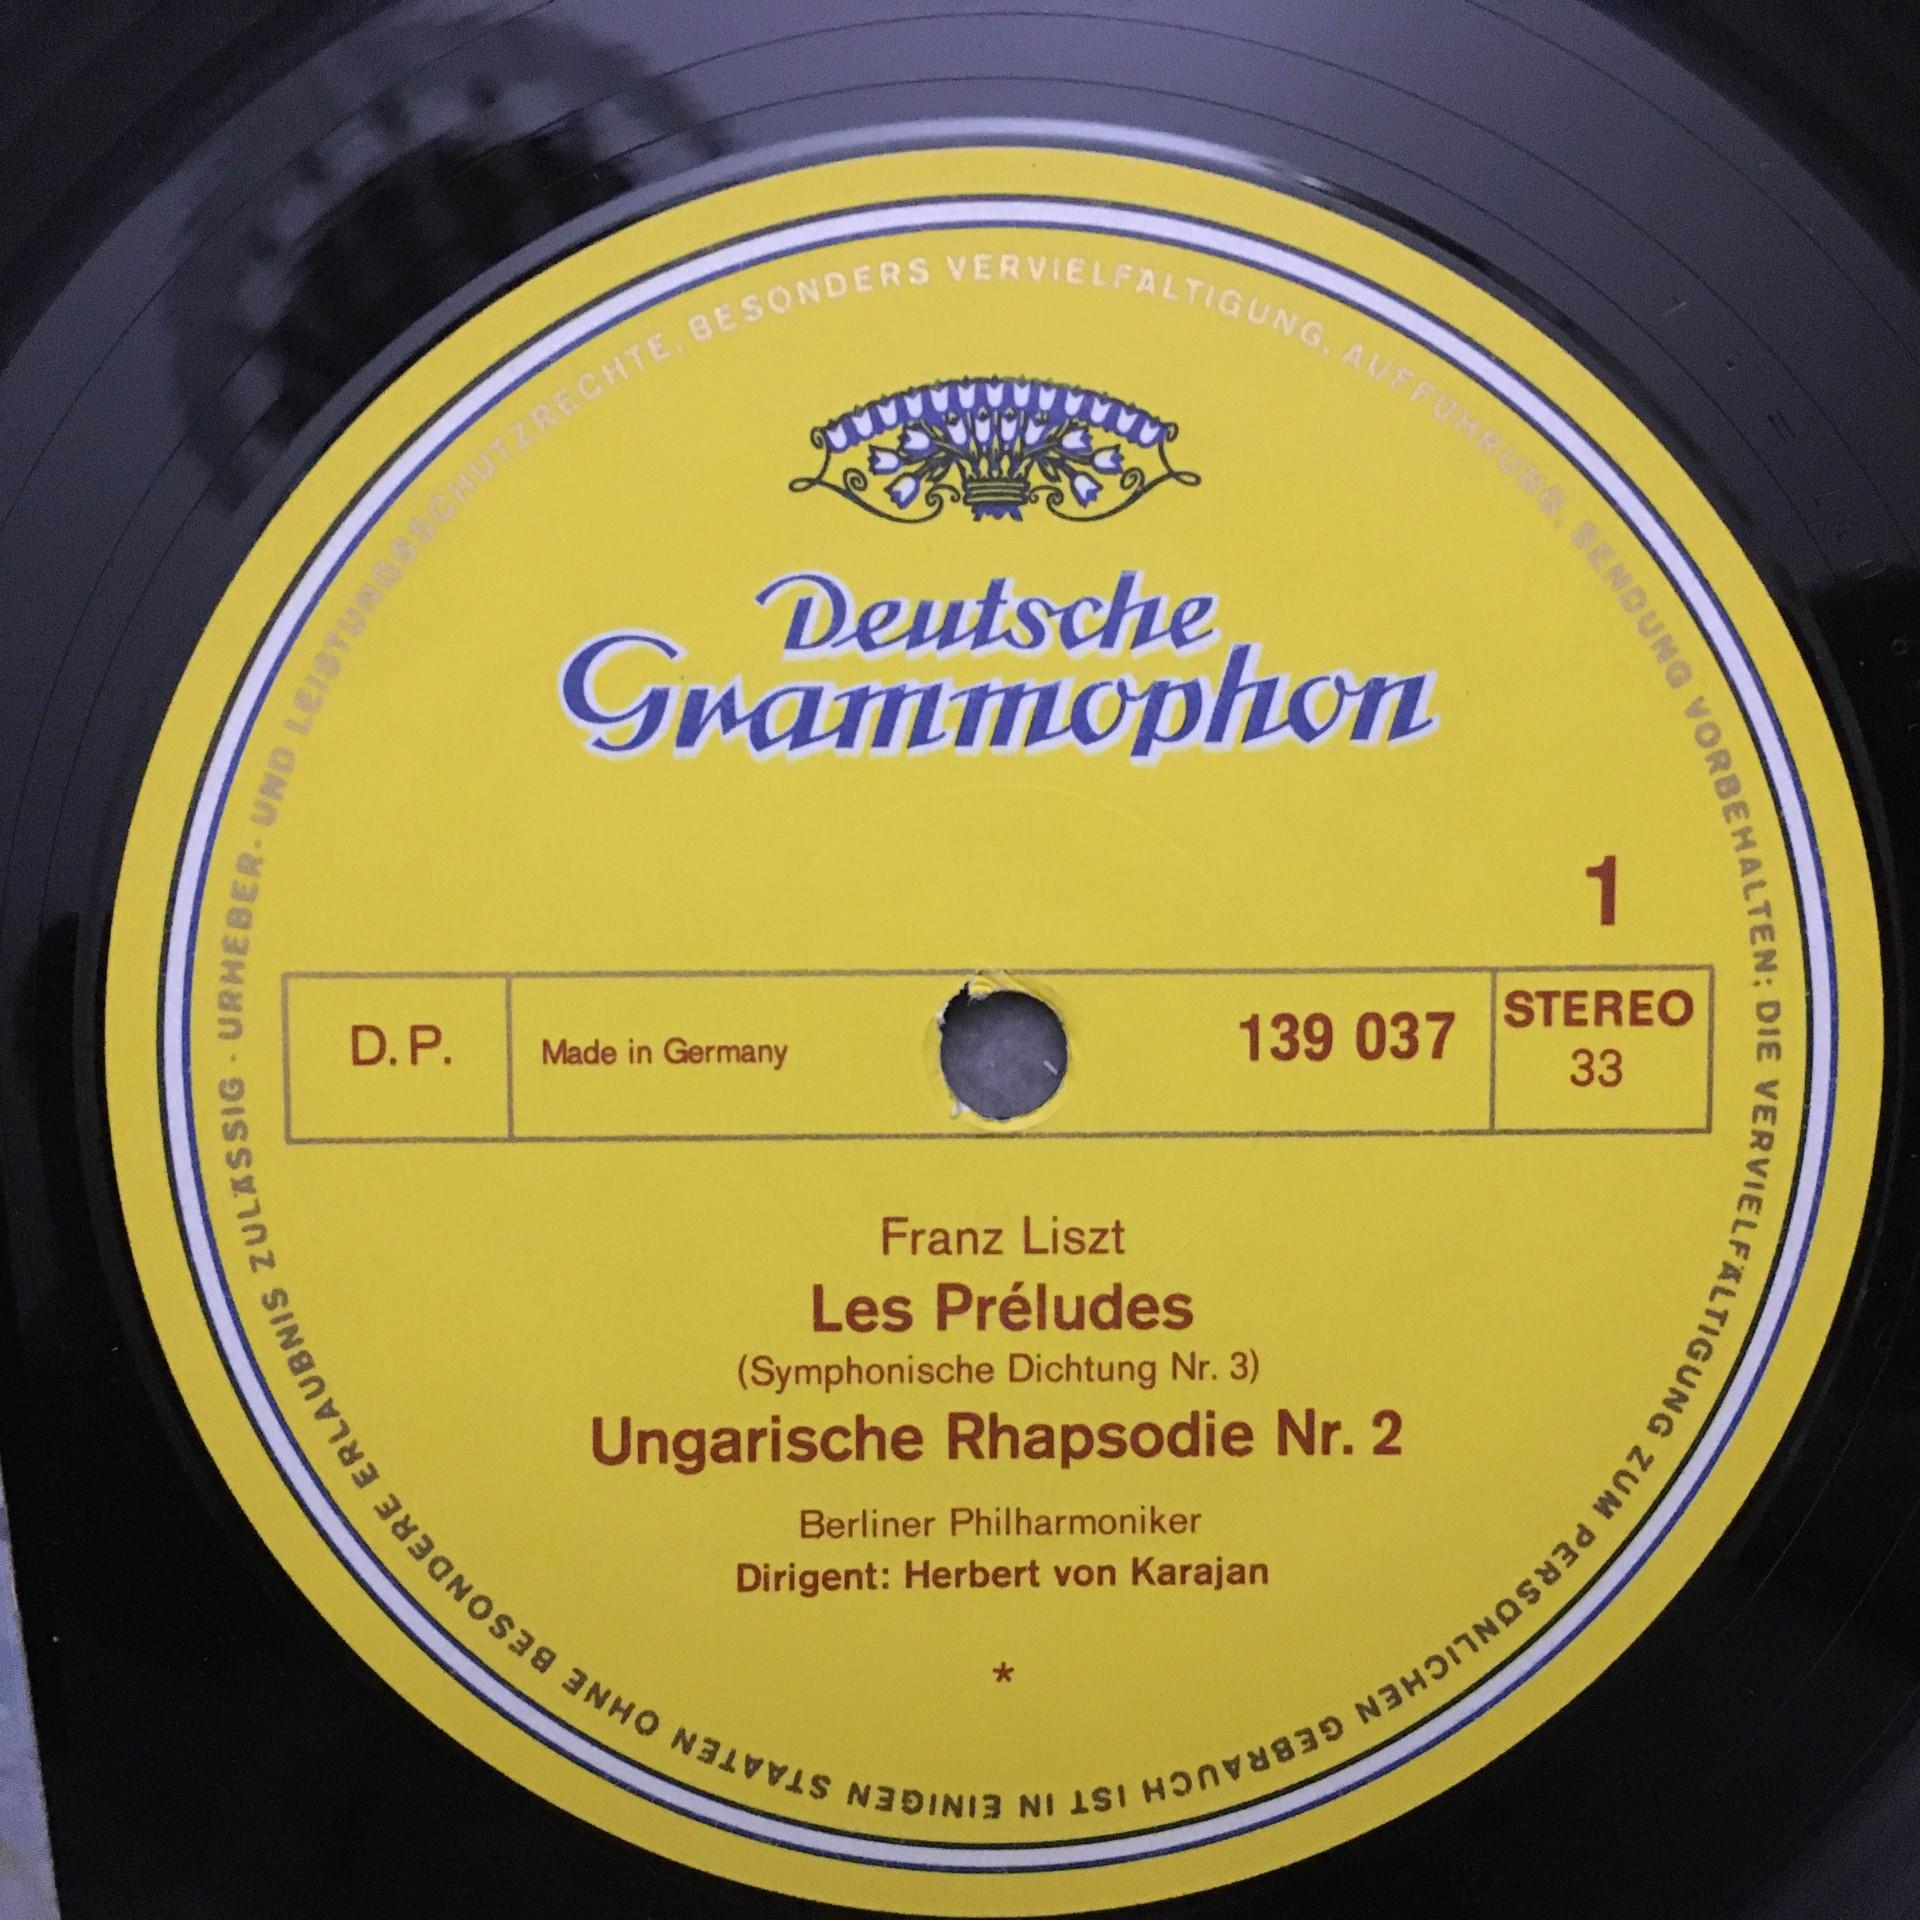 Deutsche
Grammophon
1
D.P.
Made in Germany
139 037
STEREO
33
Franz Liszt
Les Préludes
(Symphonische Dichtung Nr. 3)
Ungarische Rhapsodie Nr. 2
Berliner Philharmoniker
Dirigent: Herbert von Karajan
*
URHEBER- UND LEISTUNGSSCHUTZRECHTE, BESONDERS VERVIELFÄLTIGUNG, AUFFÜHRUNG, SENDUNG VORBEHALTEN; DIE VERVIELFÄLTIGUNG ZUM PERSÖNLICHEN GEBRAUCH IST IN EINIGEN STAATEN OHNE BESONDERE ERLAUBNIS ZULÄSSIG ·